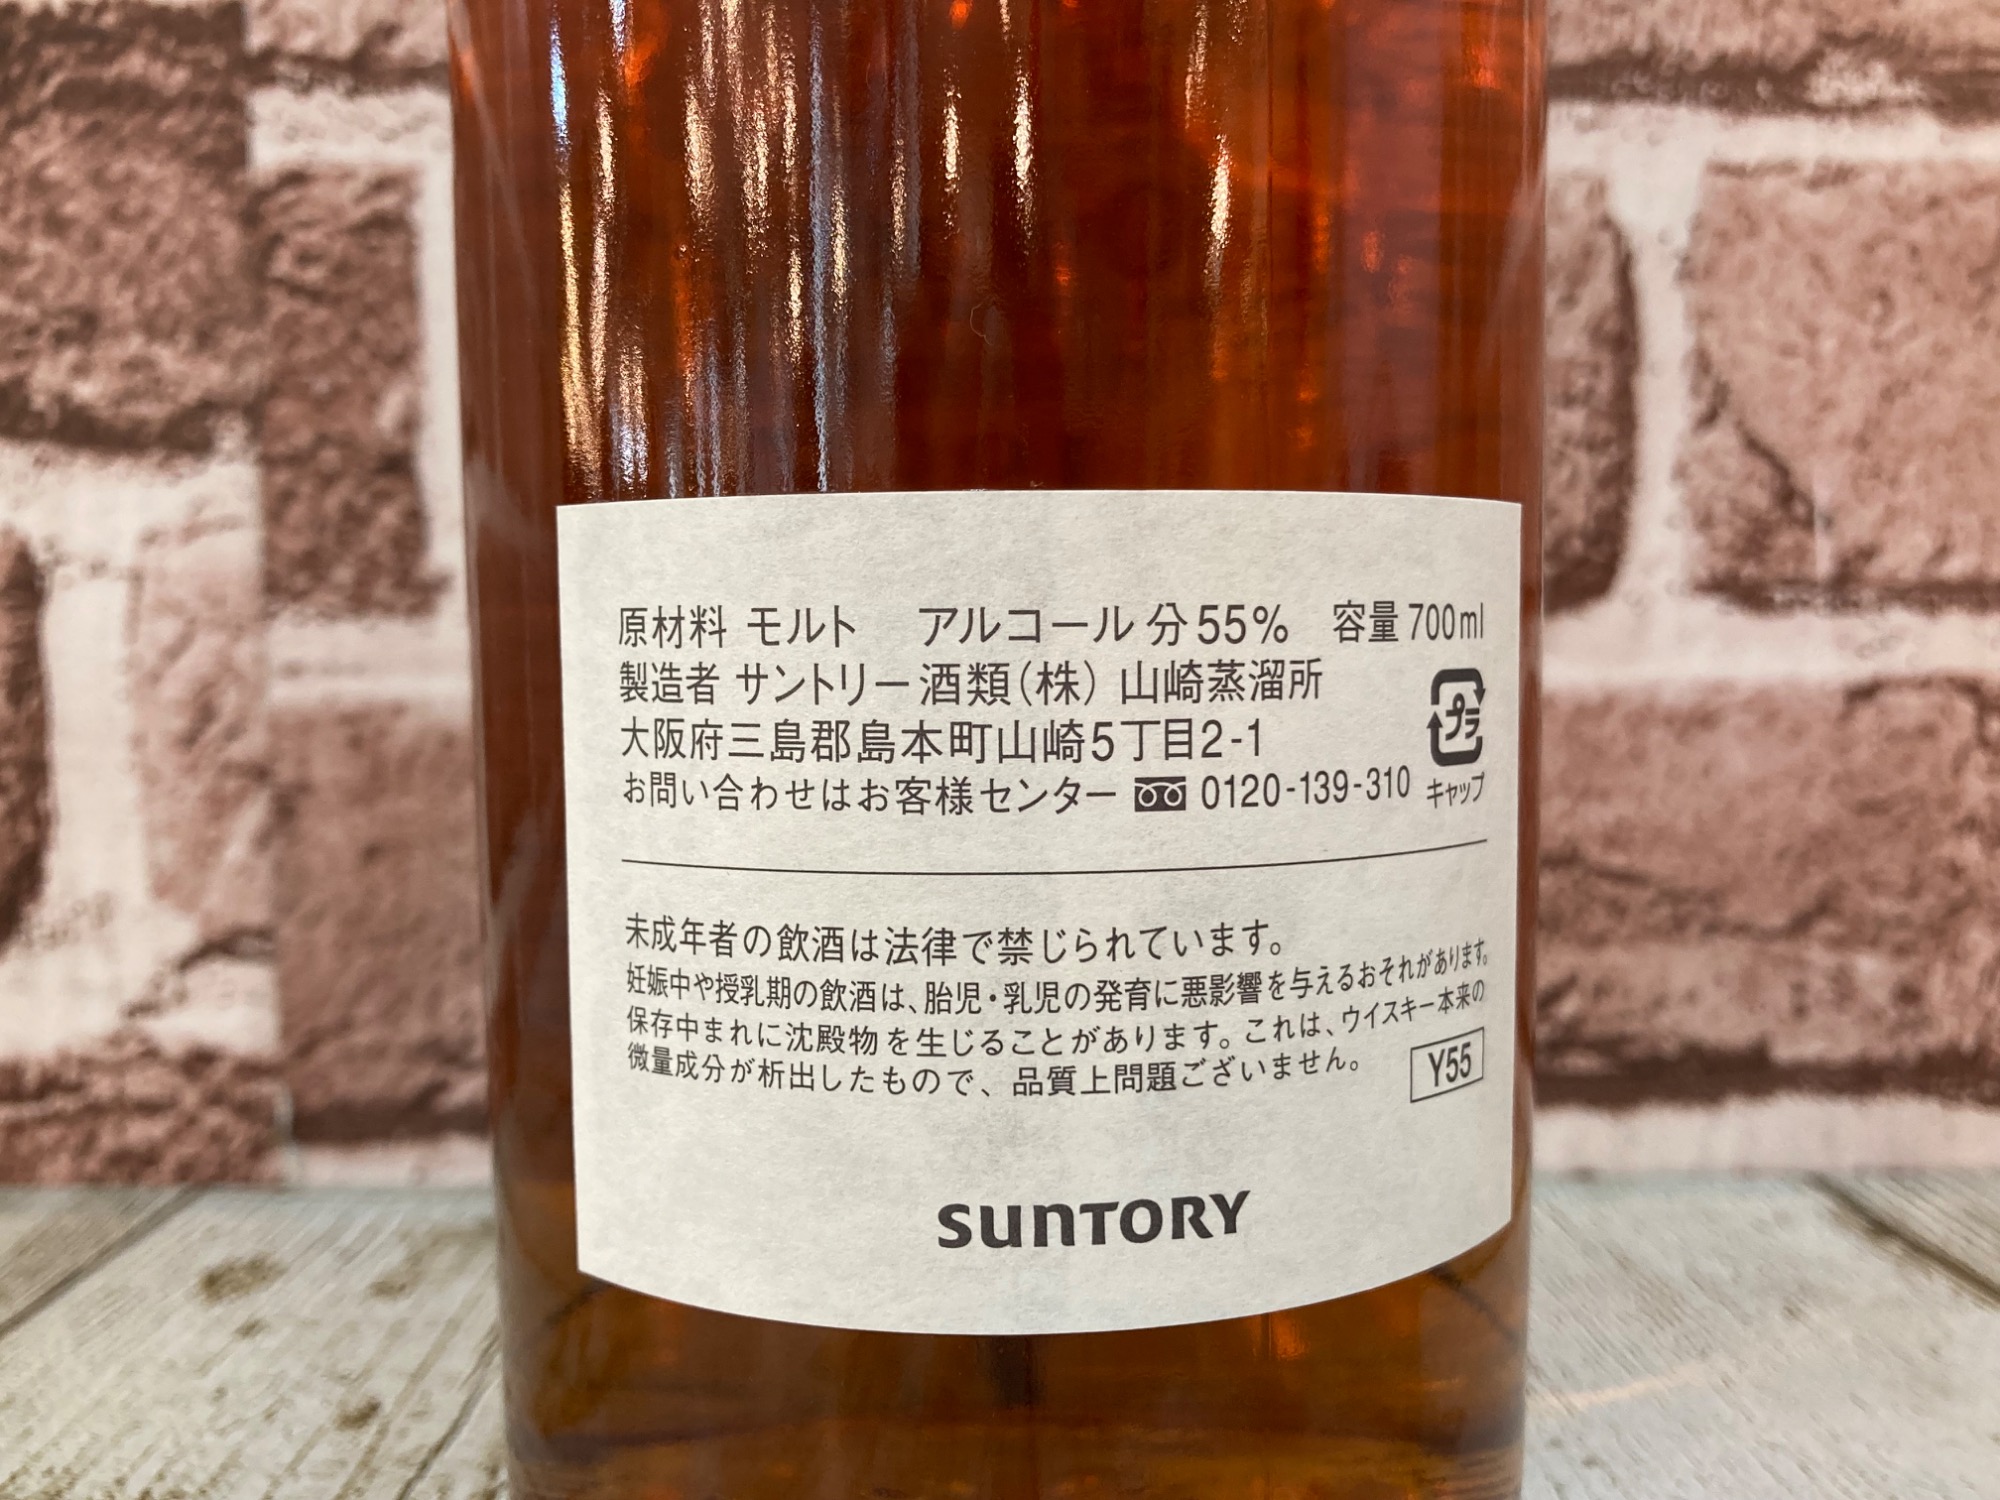 原材料 モルト アルコール分55% 容量700ml
製造者 サントリー酒類(株) 山崎蒸溜所
大阪府三島郡島本町山崎5丁目2-1
お問い合わせはお客様センター 0120-139-310
プラ
キャップ
未成年者の飲酒は法律で禁じられています。
妊娠中や授乳期の飲酒は、胎児・乳児の発育に悪影響を与えるおそれがあります。
保存中まれに沈殿物を生じることがあります。これは、ウイスキー本来の
微量成分が析出したもので、品質上問題ございません。
Y55
SUNTORY